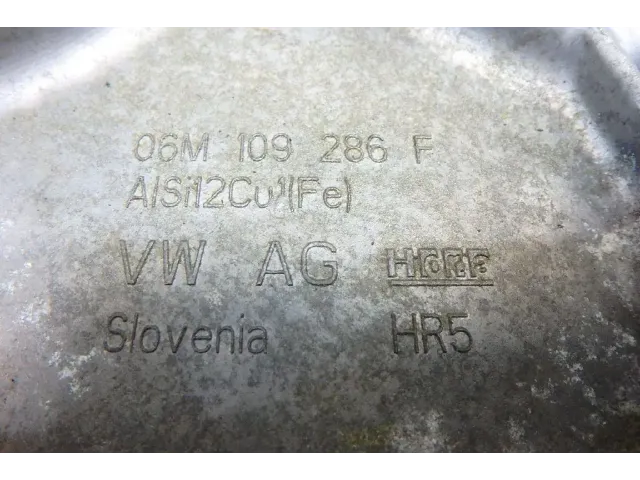 06M 109 286 F
AlSi12Cu1(Fe)
VW AG
Slovenia HR5